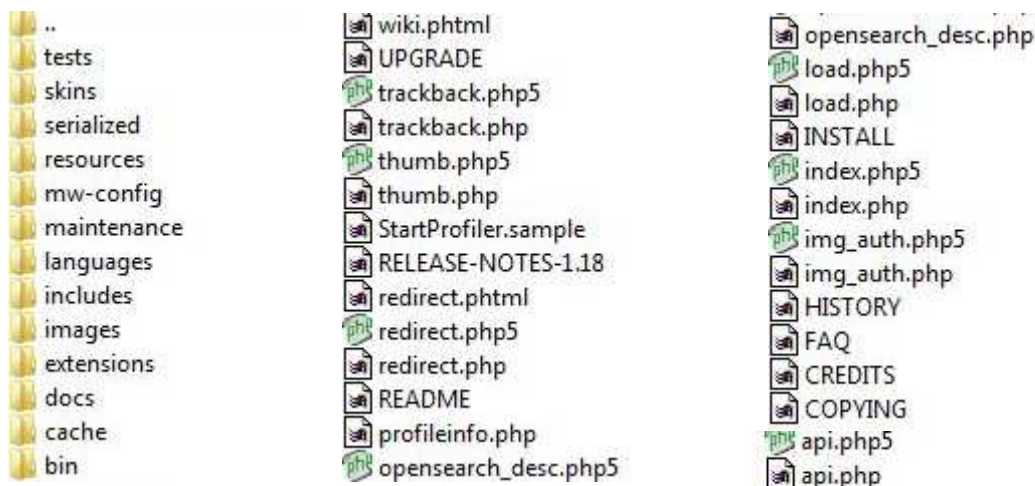 ..
tests
skins
serialized
resources
mw-config
maintenance
languages
includes
images
extensions
docs
cache
bin
wiki.phtml
UPGRADE
trackback.php5
trackback.php
thumb.php5
thumb.php
StartProfiler.sample
RELEASE-NOTES-1.18
redirect.phtml
redirect.php5
redirect.php
README
profileinfo.php
opensearch_desc.php5
opensearch_desc.php
load.php5
load.php
INSTALL
index.php5
index.php
img_auth.php5
img_auth.php
HISTORY
FAQ
CREDITS
COPYING
api.php5
api.php